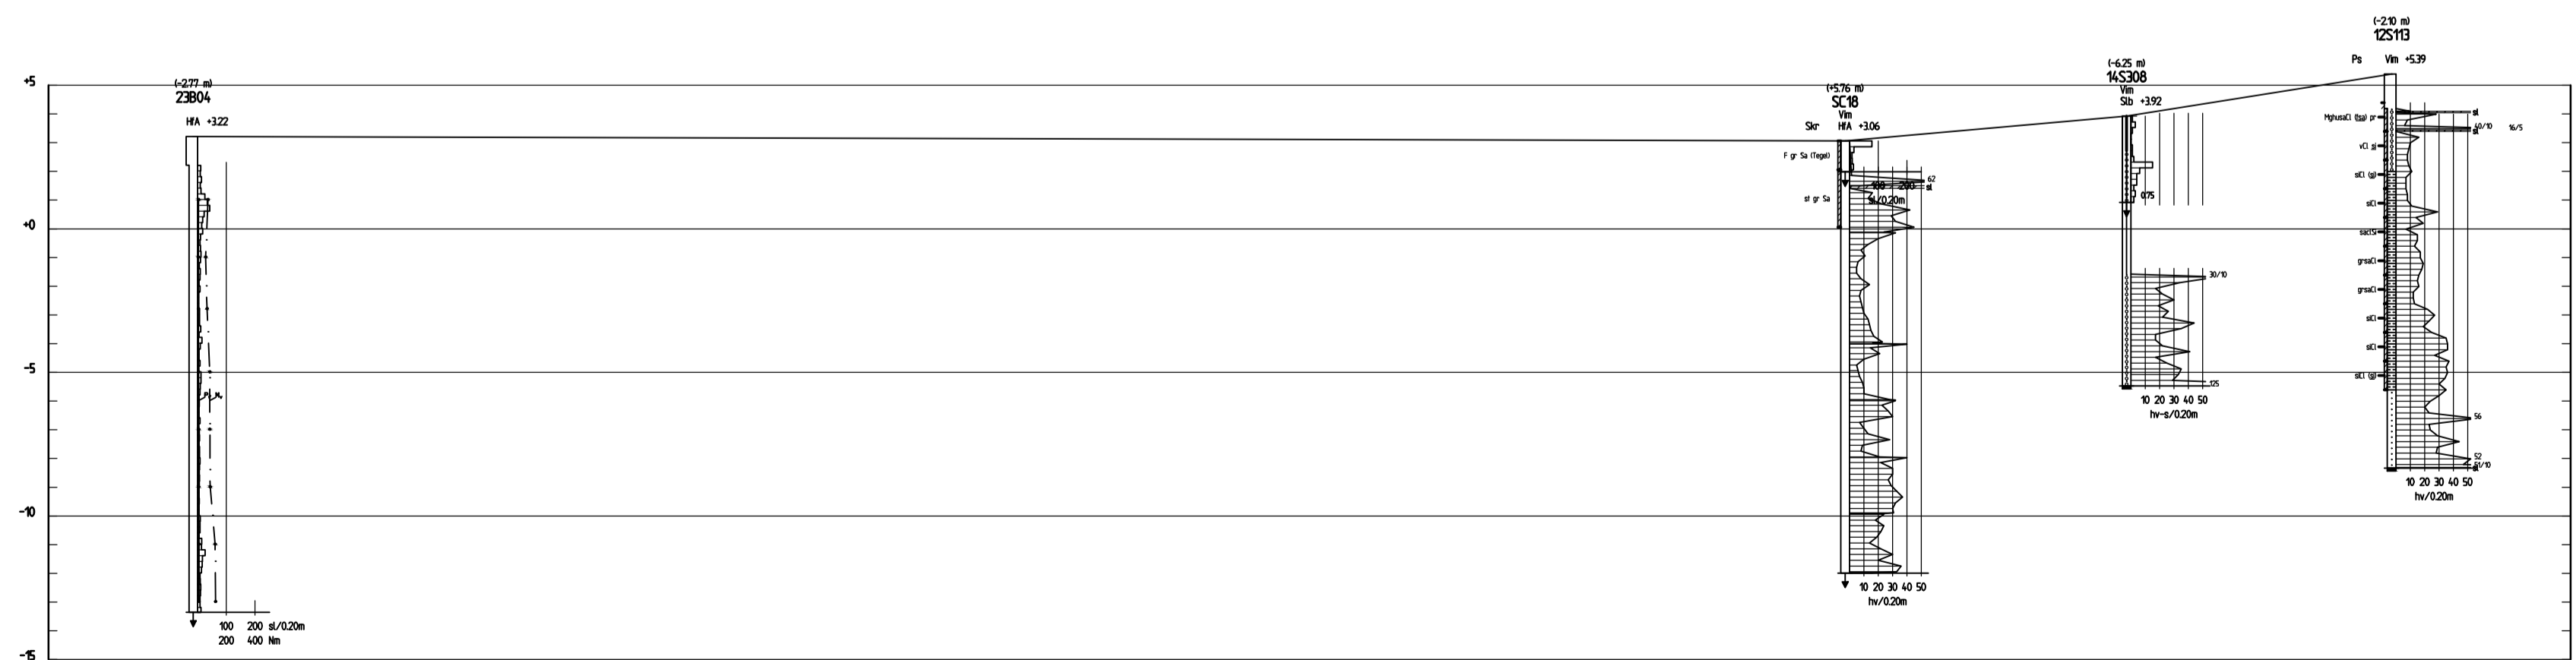 (-2.10 m)
12S113
Ps Vim +5.39
(-6.25 m)
14S308
Vim
Slb +3.92
(+5.76 m)
SC18
Vim
Skr HfA +3.06
(-2.77 m)
23B04
HfA +3.22
+5
+0
-5
-10
-15
F gr Sa (Tegel)
st gr Sa
62
100 200 sl
sl/0.20m
10 20 30 40 50
hv/0.20m
0.75
30/10
125
10 20 30 40 50
hv-s/0.20m
sl
40/10 16/5
vCl si
siCl (g)
siCl
saclSi
grsaCl
grsaCl
siCl
siCl
siCl (g)
56
52
10 20 30 40 50
hv/0.20m
100 200 sl/0.20m
200 400 Nm